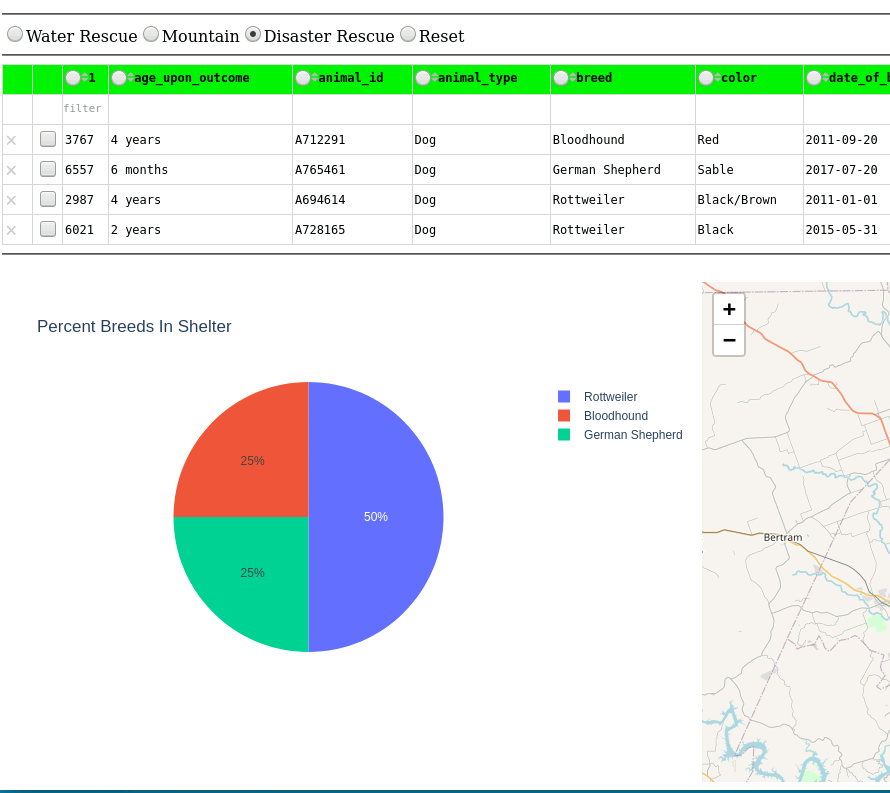 Water Rescue Mountain Disaster Rescue Reset
1 age_upon_outcome animal_id animal_type breed color
filter
× 3767 4 years A712291 Dog Bloodhound Red 2011-09-20
× 6557 6 months A765461 Dog German Shepherd Sable 2017-07-20
× 2987 4 years A694614 Dog Rottweiler Black/Brown 2011-01-01
× 6021 2 years A728165 Dog Rottweiler Black 2015-05-31
Percent Breeds In Shelter
Rottweiler
Bloodhound
German Shepherd
25%
50%
25%
+
−
Bertram